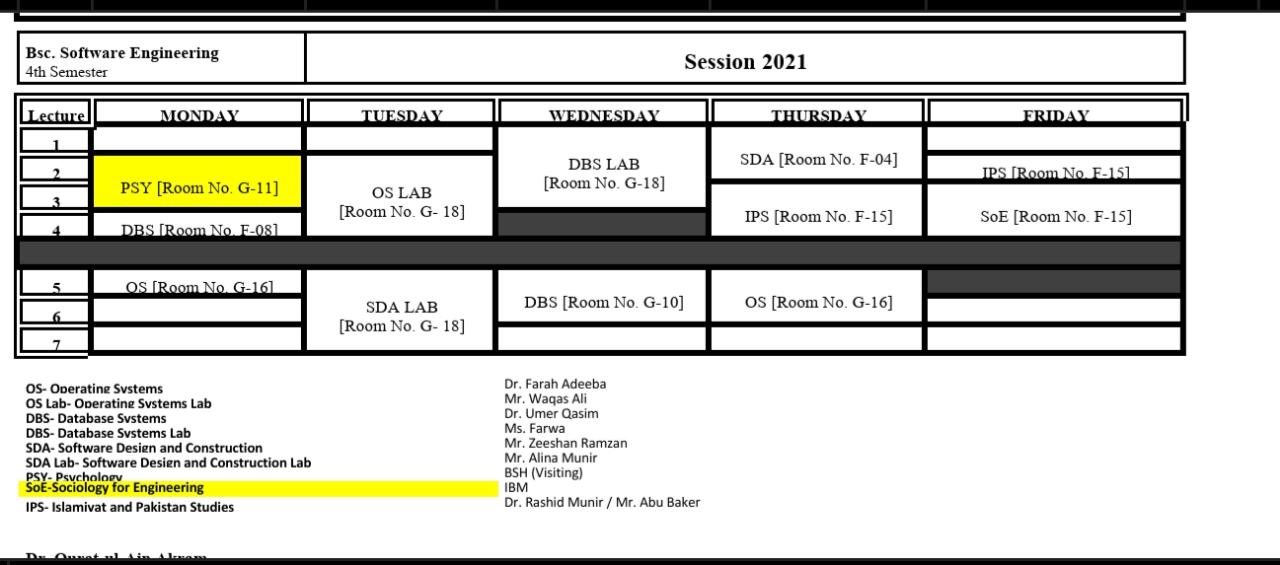 Bsc. Software Engineering
4th Semester
Session 2021
Lecture MONDAY TUESDAY WEDNESDAY THURSDAY FRIDAY
1
2
3
4
5
6
7
PSY [Room No. G-11]
DBS [Room No. F-08]
OS [Room No. G-16]
OS LAB
[Room No. G- 18]
SDA LAB
[Room No. G- 18]
DBS LAB
[Room No. G-18]
DBS [Room No. G-10]
SDA [Room No. F-04]
IPS [Room No. F-15]
OS [Room No. G-16]
IPS [Room No. F-15]
SoE [Room No. F-15]
OS- Operating Systems
OS Lab- Operating Systems Lab
DBS- Database Systems
DBS- Database Systems Lab
SDA- Software Design and Construction
SDA Lab- Software Design and Construction Lab
PSY- Psychology
SoE-Sociology for Engineering
IPS- Islamiyat and Pakistan Studies
Dr. Farah Adeeba
Mr. Waqas Ali
Dr. Umer Qasim
Ms. Farwa
Mr. Zeeshan Ramzan
Mr. Alina Munir
BSH (Visiting)
IBM
Dr. Rashid Munir / Mr. Abu Baker
Dr. Qurat-ul-Ain Akram